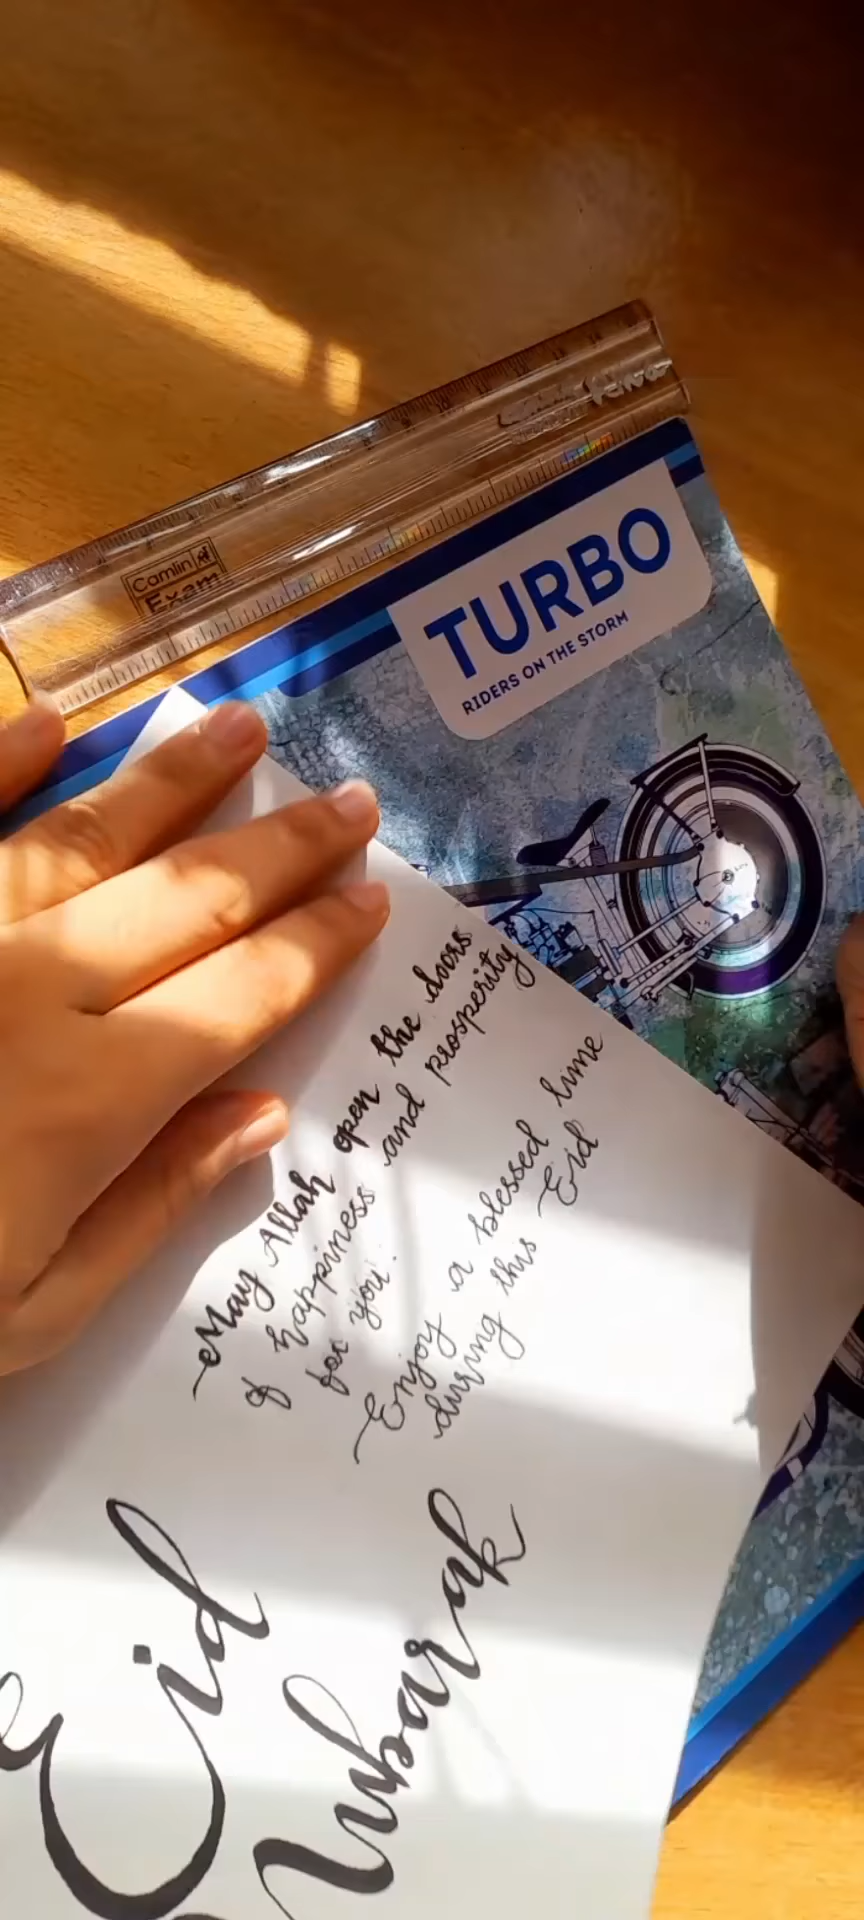 Camlin
Exam
TURBO
RIDERS ON THE STORM
May Allah open the doors
of happiness and prosperity
for you.
Enjoy a blessed time
during this Eid
Eid
Mubarak